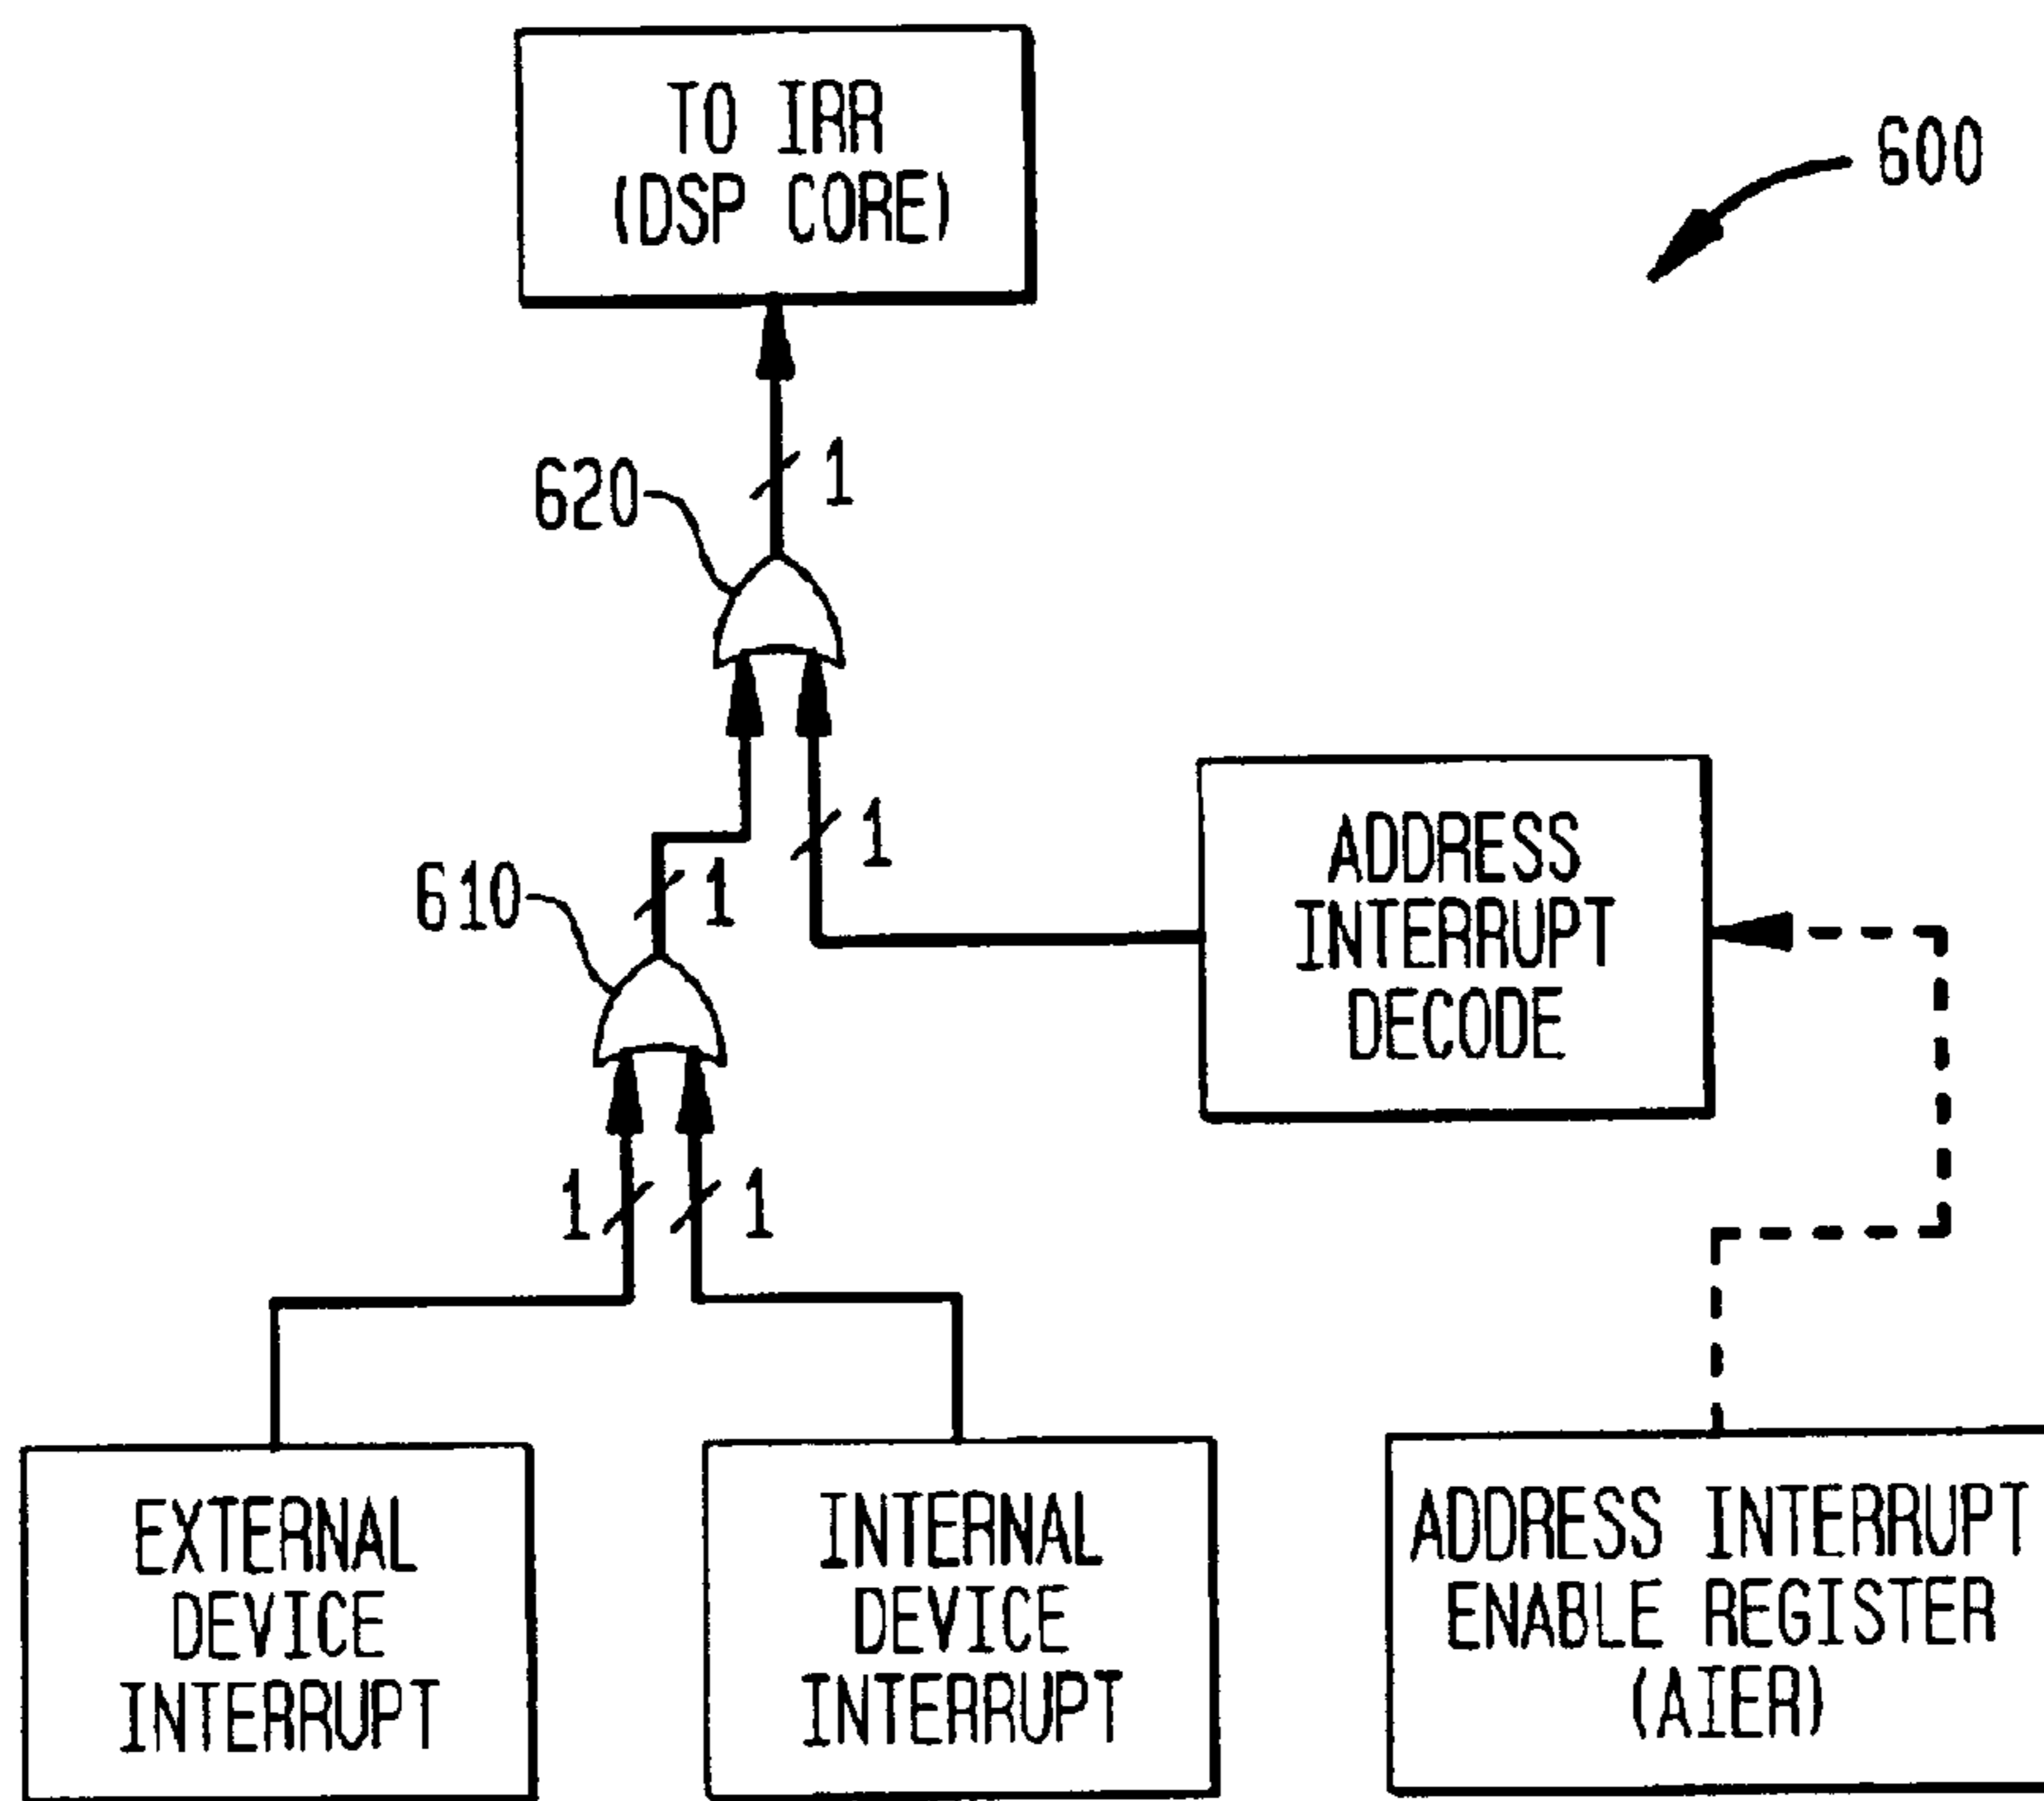 TO IRR
(DSP CORE)
600
620
1
1
1
610
ADDRESS
INTERRUPT
DECODE
1
1
EXTERNAL
DEVICE
INTERRUPT
INTERNAL
DEVICE
INTERRUPT
ADDRESS INTERRUPT
ENABLE REGISTER
(AIER)